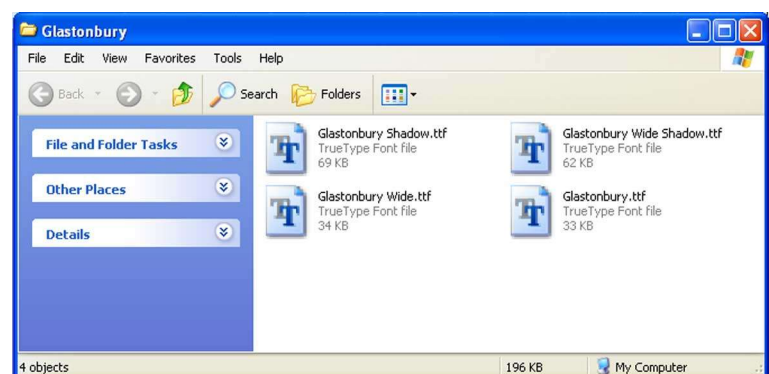 Glastonbury
File Edit View Favorites Tools Help
Back Search Folders
File and Folder Tasks
Other Places
Details
Glastonbury Shadow.ttf
TrueType Font file
69 KB
Glastonbury Wide Shadow.ttf
TrueType Font file
62 KB
Glastonbury Wide.ttf
TrueType Font file
34 KB
Glastonbury.ttf
TrueType Font file
33 KB
4 objects 196 KB My Computer